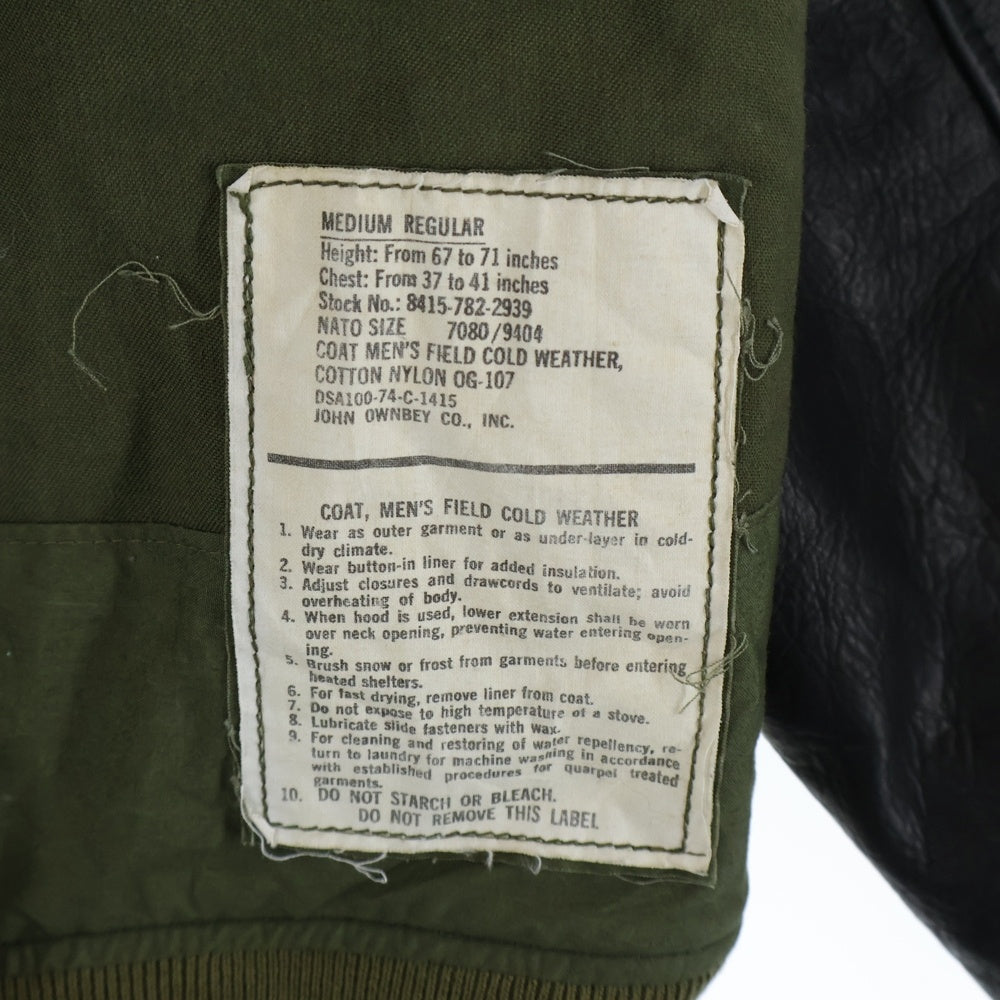 MEDIUM REGULAR
Height: From 67 to 71 inches
Chest: From 37 to 41 inches
Stock No.: 8415-782-2939
NATO SIZE 7080/9404
COAT MEN'S FIELD COLD WEATHER,
COTTON NYLON OG-107
DSA100-74-C-1415
JOHN OWNBEY CO., INC.
COAT, MEN'S FIELD COLD WEATHER
1. Wear as outer garment or as under-layer in cold-
dry climate.
2. Wear button-in liner for added insulation.
3. Adjust closures and drawcords to ventilate; avoid
overheating of body.
4. When hood is used, lower extension shall be worn
over neck opening, preventing water entering open-
ing.
5. Brush snow or frost from garments before entering
heated shelters.
6. For fast drying, remove liner from coat.
7. Do not expose to high temperature of a stove.
8. Lubricate slide fasteners with wax.
9. For cleaning and restoring of water repellency, re-
turn to laundry for machine washing in accordance
with established procedures for quarpel treated
garments.
10. DO NOT STARCH OR BLEACH.
DO NOT REMOVE THIS LABEL